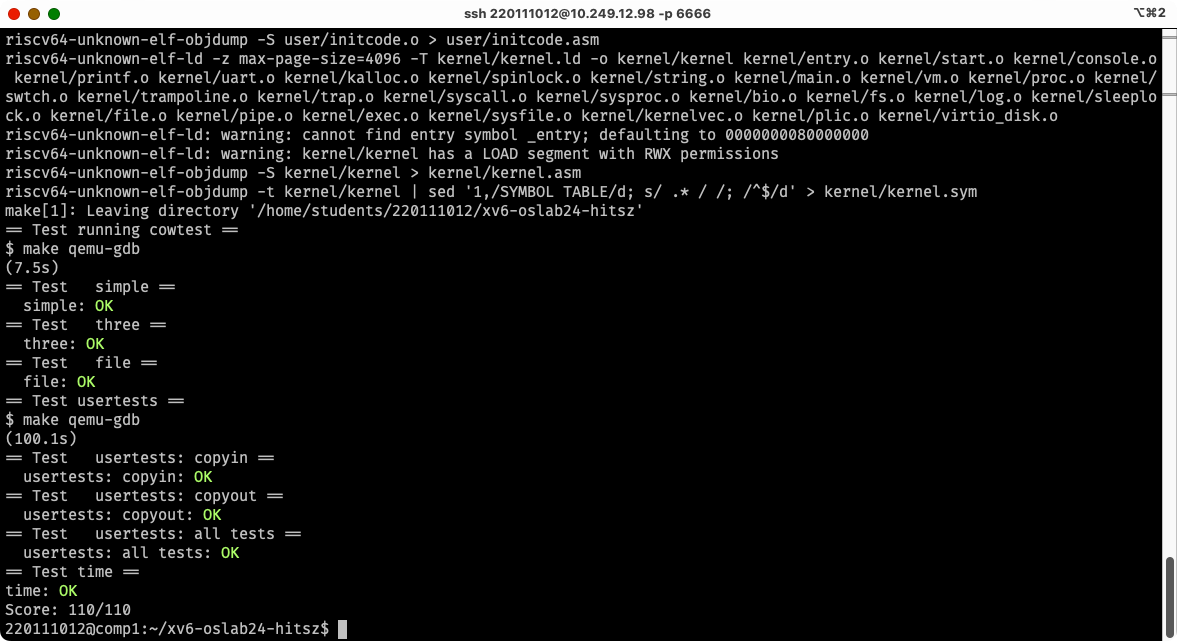 ssh 220111012@10.249.12.98 -p 6666
⌥⌘2
riscv64-unknown-elf-objdump -S user/initcode.o > user/initcode.asm
riscv64-unknown-elf-ld -z max-page-size=4096 -T kernel/kernel.ld -o kernel/kernel kernel/entry.o kernel/start.o kernel/console.o
 kernel/printf.o kernel/uart.o kernel/kalloc.o kernel/spinlock.o kernel/string.o kernel/main.o kernel/vm.o kernel/proc.o kernel/
swtch.o kernel/trampoline.o kernel/trap.o kernel/syscall.o kernel/sysproc.o kernel/bio.o kernel/fs.o kernel/log.o kernel/sleeplo
ck.o kernel/file.o kernel/pipe.o kernel/exec.o kernel/sysfile.o kernel/kernelvec.o kernel/plic.o kernel/virtio_disk.o
riscv64-unknown-elf-ld: warning: cannot find entry symbol _entry; defaulting to 0000000080000000
riscv64-unknown-elf-ld: warning: kernel/kernel has a LOAD segment with RWX permissions
riscv64-unknown-elf-objdump -S kernel/kernel > kernel/kernel.asm
riscv64-unknown-elf-objdump -t kernel/kernel | sed '1,/SYMBOL TABLE/d; s/ .* / /; /^$/d' > kernel/kernel.sym
make[1]: Leaving directory '/home/students/220111012/xv6-oslab24-hitsz'
== Test running cowtest ==
$ make qemu-gdb
(7.5s)
== Test   simple ==
  simple: OK
== Test   three ==
  three: OK
== Test   file ==
  file: OK
== Test usertests ==
$ make qemu-gdb
(100.1s)
== Test   usertests: copyin ==
  usertests: copyin: OK
== Test   usertests: copyout ==
  usertests: copyout: OK
== Test   usertests: all tests ==
  usertests: all tests: OK
== Test time ==
time: OK
Score: 110/110
220111012@comp1:~/xv6-oslab24-hitsz$